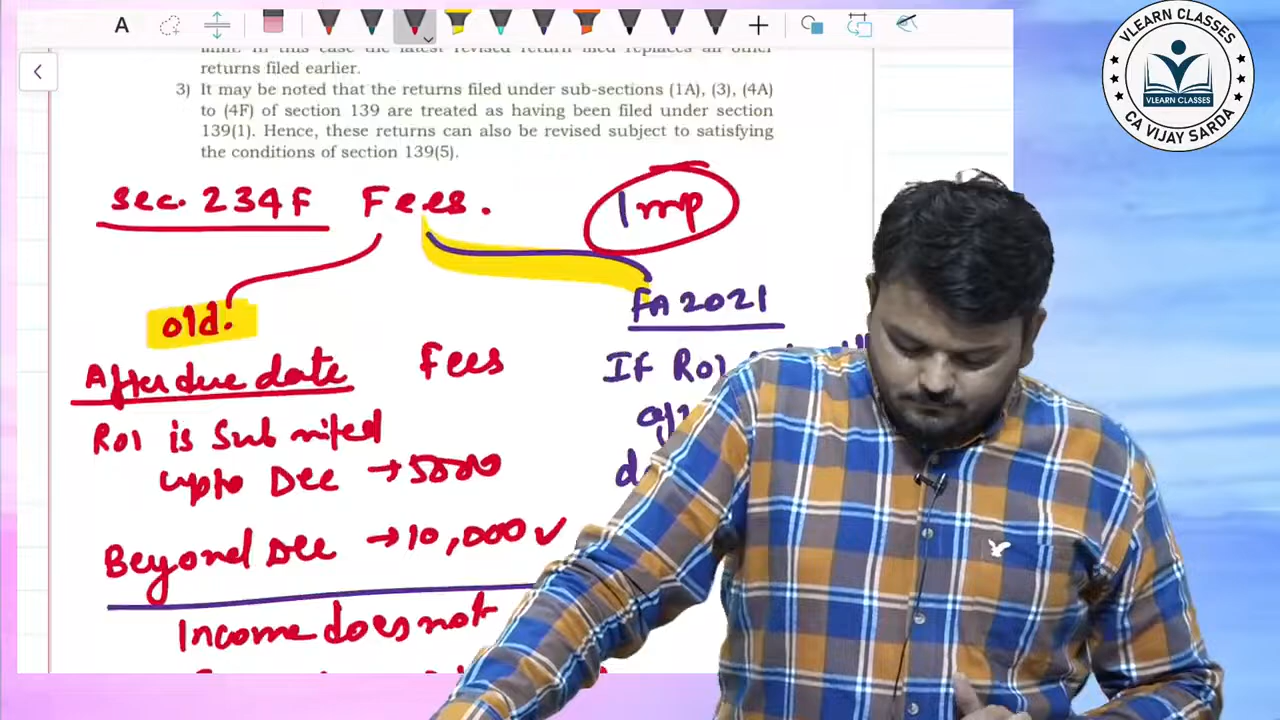 A
returns filed earlier.
3) It may be noted that the returns filed under sub-sections (1A), (3), (4A)
to (4F) of section 139 are treated as having been filed under section
139(1). Hence, these returns can also be revised subject to satisfying
the conditions of section 139(5).
Sec. 234F Fees.
Imp
old.
FA 2021
After due date Fees
If ROI
ROI is Submited
upto Dec → 5000
Beyond Dec → 10,000 ✓
Income does not
VLEARN CLASSES
VLEARN CLASSES
CA VIJAY SARDA